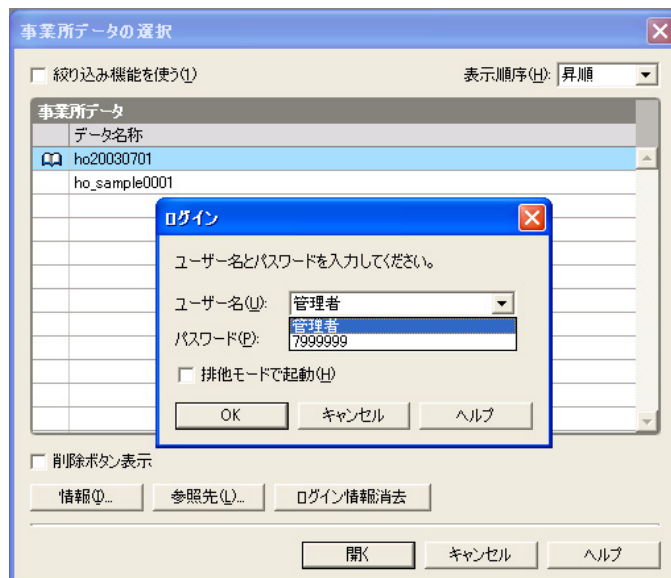 事業所データの選択
絞り込み機能を使う(1)
表示順序(H): 昇順
事業所データ
データ名称
ho20030701
ho_sample0001
ログイン
ユーザー名とパスワードを入力してください。
ユーザー名(U): 管理者
管理者
7999999
パスワード(P):
排他モードで起動(H)
OK キャンセル ヘルプ
削除ボタン表示
情報(I)... 参照先(L)... ログイン情報消去
開く キャンセル ヘルプ